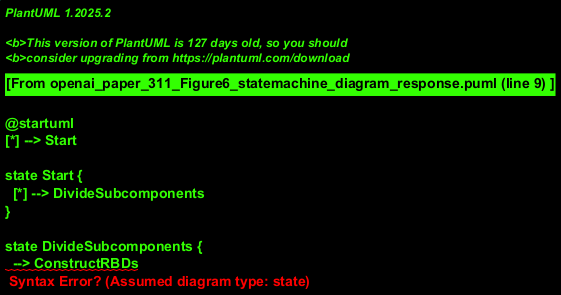 PlantUML 1.2025.2
<b>This version of PlantUML is 127 days old, so you should
<b>consider upgrading from https://plantuml.com/download
[From openai_paper_311_Figure6_statemachine_diagram_response.puml (line 9) ]
@startuml
[*] --> Start
state Start {
[*] --> DivideSubcomponents
}
state DivideSubcomponents {
--> ConstructRBDs
Syntax Error? (Assumed diagram type: state)